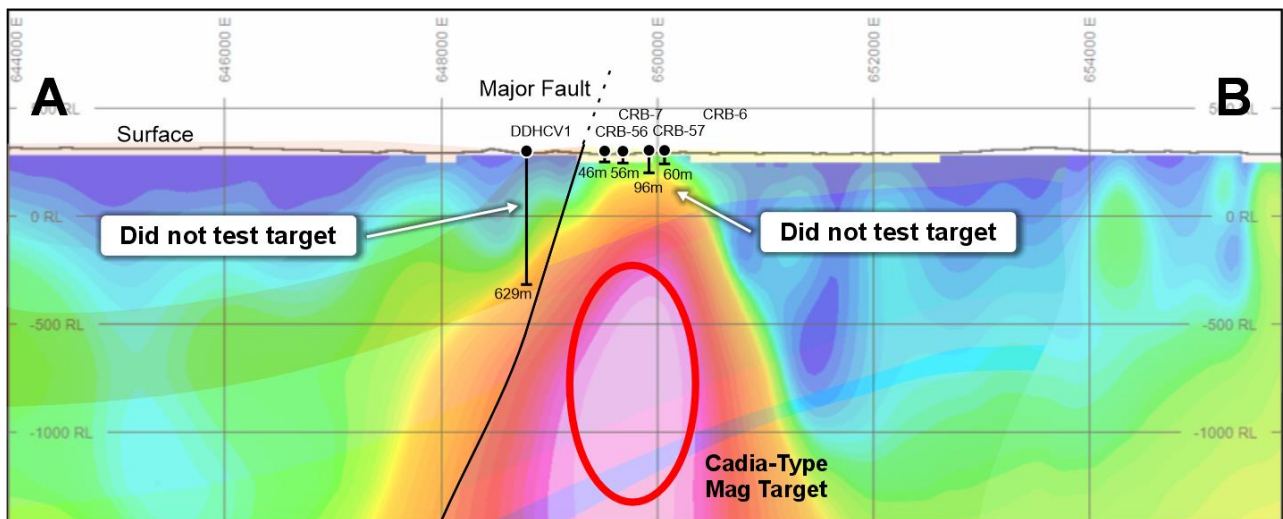 644000 E
646000 E
648000 E
650000 E
652000 E
654000 E
A
B
Major Fault
CRB-7
CRB-6
Surface
DDHCV1
CRB-56
CRB-57
46m
56m
96m
60m
0 RL
0 RL
Did not test target
Did not test target
629m
-500 RL
-500 RL
-1000 RL
-1000 RL
Cadia-Type
Mag Target